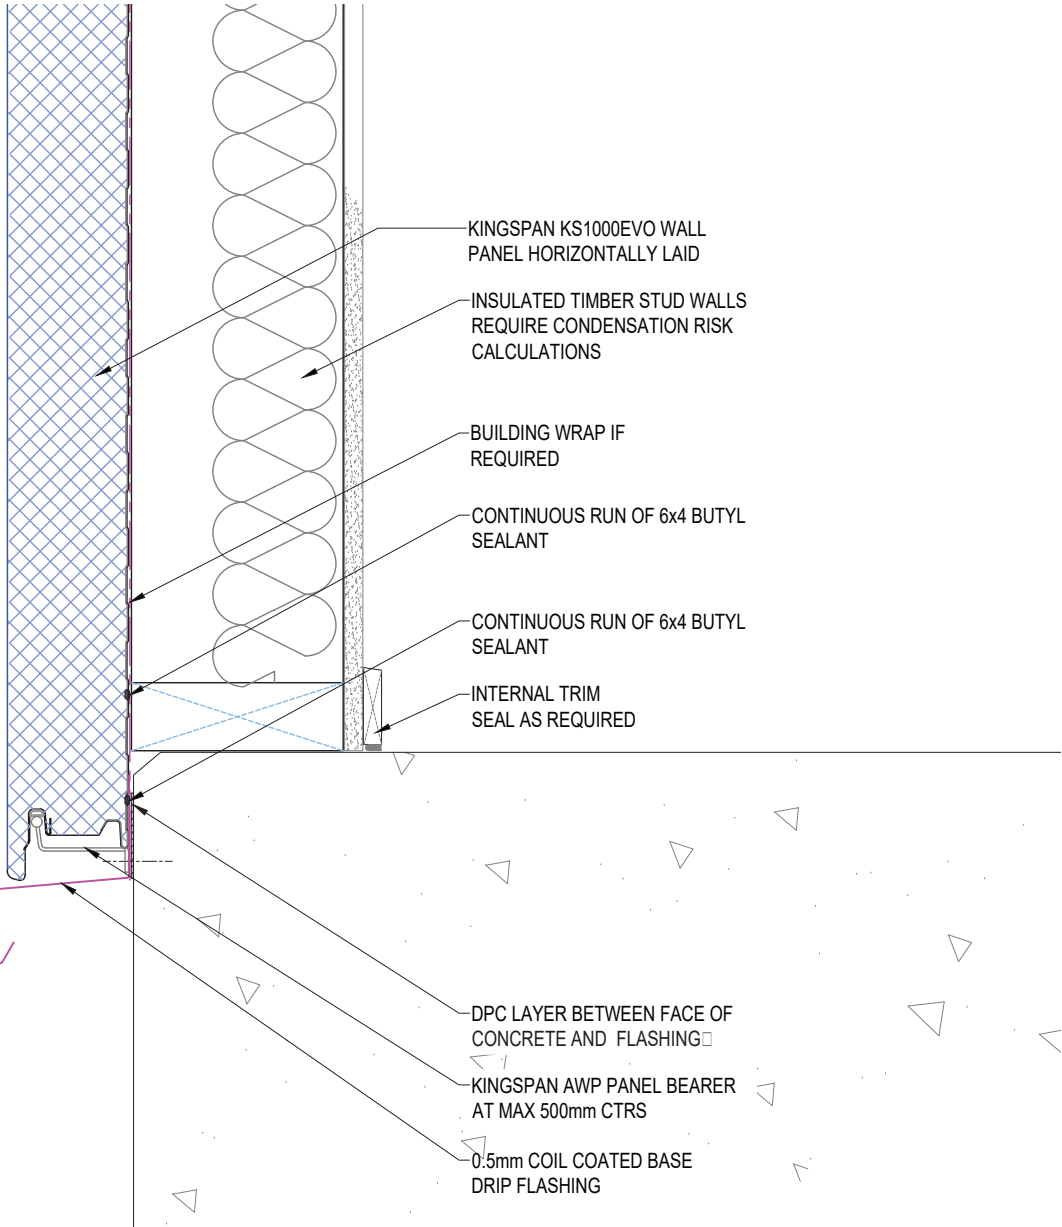 KINGSPAN KS1000EVO WALL
PANEL HORIZONTALLY LAID
INSULATED TIMBER STUD WALLS
REQUIRE CONDENSATION RISK
CALCULATIONS
BUILDING WRAP IF
REQUIRED
CONTINUOUS RUN OF 6x4 BUTYL
SEALANT
CONTINUOUS RUN OF 6x4 BUTYL
SEALANT
INTERNAL TRIM
SEAL AS REQUIRED
DPC LAYER BETWEEN FACE OF
CONCRETE AND FLASHING□
KINGSPAN AWP PANEL BEARER
AT MAX 500mm CTRS
0.5mm COIL COATED BASE
DRIP FLASHING